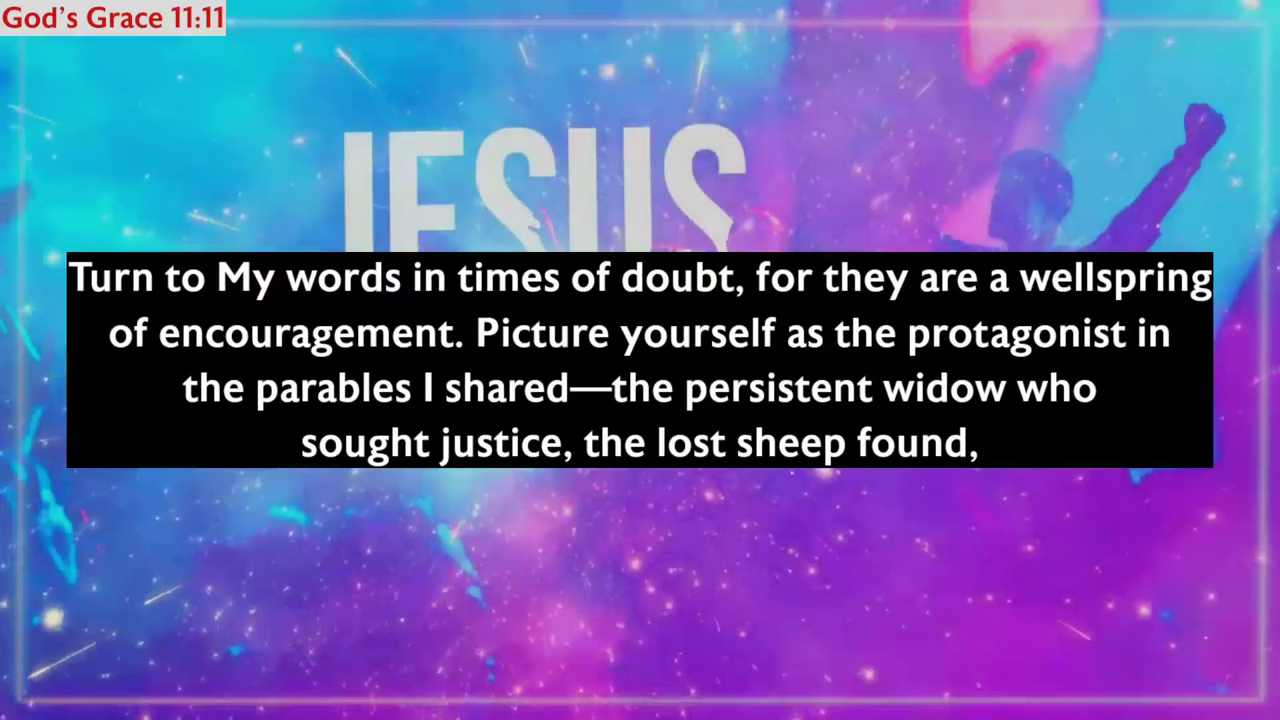 God's Grace 11:11
JESUS
Turn to My words in times of doubt, for they are a wellspring
of encouragement. Picture yourself as the protagonist in
the parables I shared—the persistent widow who
sought justice, the lost sheep found,